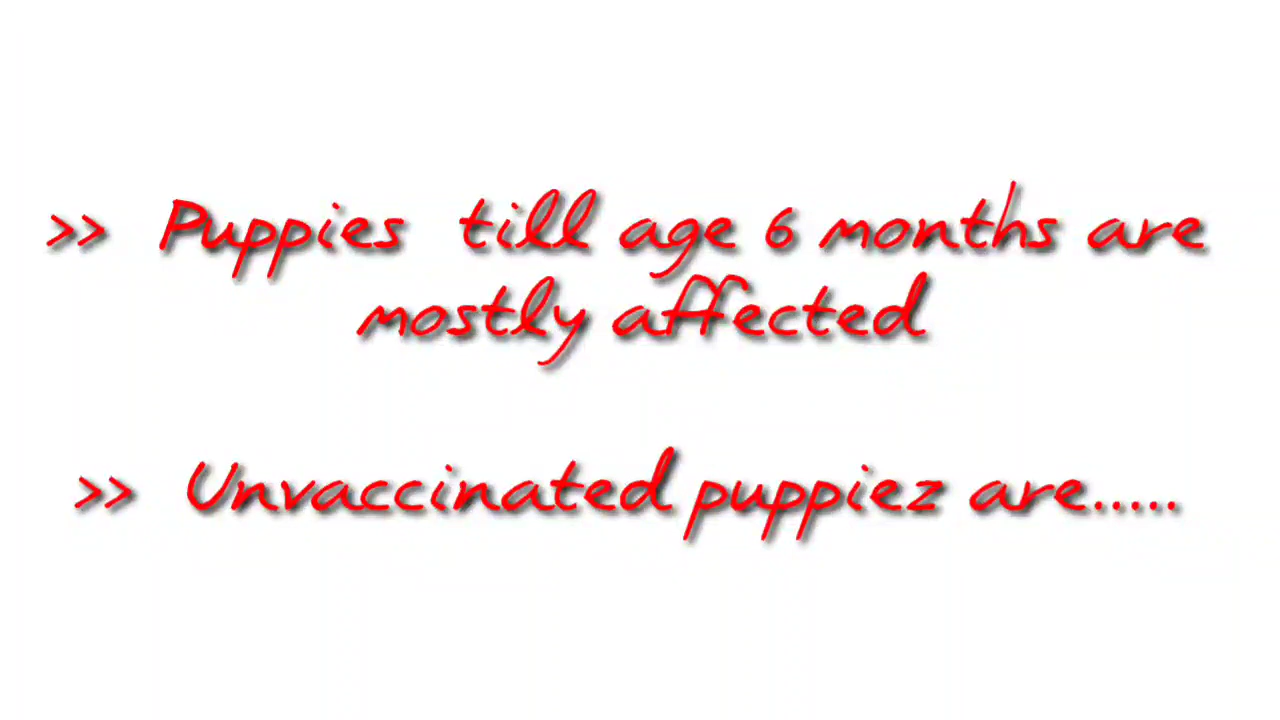 >> Puppies till age 6 months are
mostly affected
>> Unvaccinated puppiez are.....